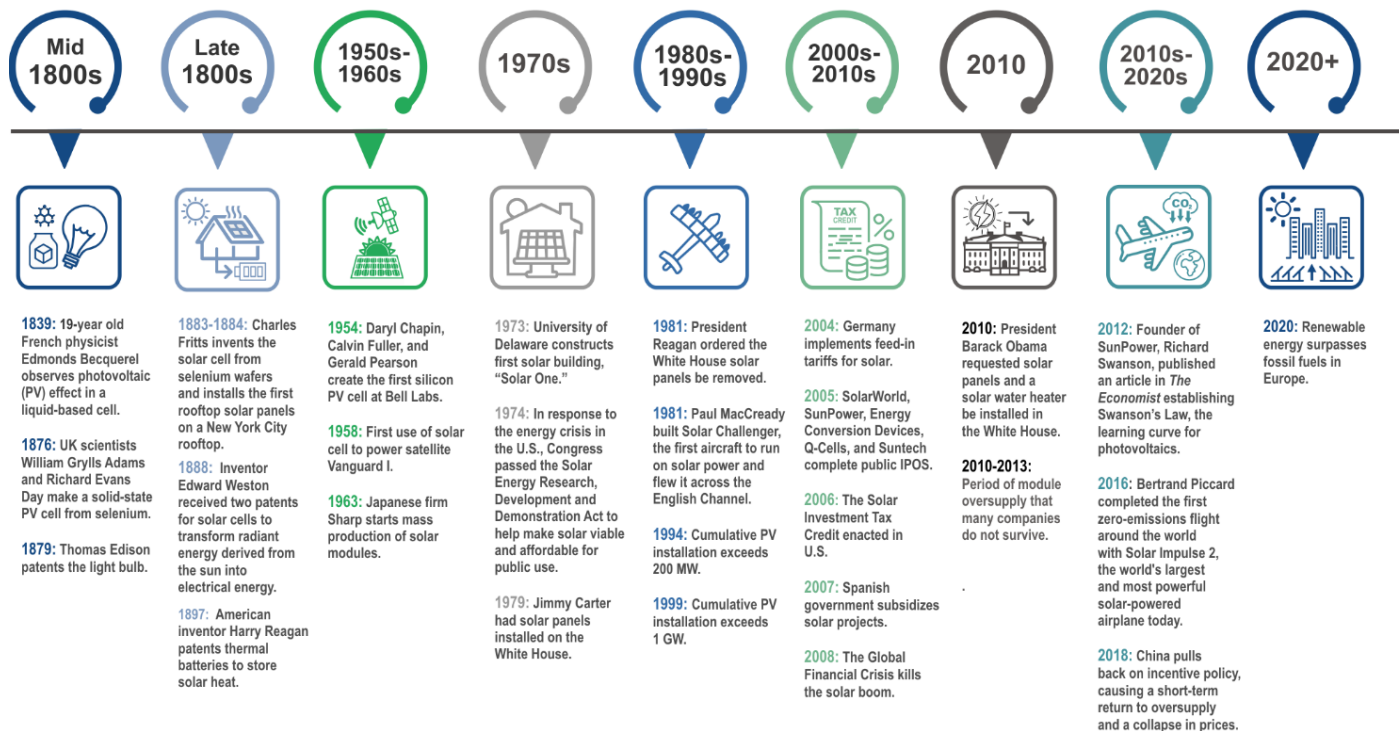 Mid
1800s
Late
1800s
1950s-
1960s
1970s
1980s-
1990s
2000s-
2010s
2010
2010s-
2020s
2020+
TAX
CREDIT
%
CO2
1839: 19-year old
French physicist
Edmonds Becquerel
observes photovoltaic
(PV) effect in a
liquid-based cell.
1876: UK scientists
William Grylls Adams
and Richard Evans
Day make a solid-state
PV cell from selenium.
1879: Thomas Edison
patents the light bulb.
1883-1884: Charles
Fritts invents the
solar cell from
selenium wafers
and installs the first
rooftop solar panels
on a New York City
rooftop.
1888: Inventor
Edward Weston
received two patents
for solar cells to
transform radiant
energy derived from
the sun into
electrical energy.
1897: American
inventor Harry Reagan
patents thermal
batteries to store
solar heat.
1954: Daryl Chapin,
Calvin Fuller, and
Gerald Pearson
create the first silicon
PV cell at Bell Labs.
1958: First use of solar
cell to power satellite
Vanguard I.
1963: Japanese firm
Sharp starts mass
production of solar
modules.
1973: University of
Delaware constructs
first solar building,
“Solar One.”
1974: In response to
the energy crisis in
the U.S., Congress
passed the Solar
Energy Research,
Development and
Demonstration Act to
help make solar viable
and affordable for
public use.
1979: Jimmy Carter
had solar panels
installed on the
White House.
1981: President
Reagan ordered the
White House solar
panels be removed.
1981: Paul MacCready
built Solar Challenger,
the first aircraft to run
on solar power and
flew it across the
English Channel.
1994: Cumulative PV
installation exceeds
200 MW.
1999: Cumulative PV
installation exceeds
1 GW.
2004: Germany
implements feed-in
tariffs for solar.
2005: SolarWorld,
SunPower, Energy
Conversion Devices,
Q-Cells, and Suntech
complete public IPOS.
2006: The Solar
Investment Tax
Credit enacted in
U.S.
2007: Spanish
government subsidizes
solar projects.
2008: The Global
Financial Crisis kills
the solar boom.
2010: President
Barack Obama
requested solar
panels and a
solar water heater
be installed in
the White House.
2010-2013:
Period of module
oversupply that
many companies
do not survive.
.
2012: Founder of
SunPower, Richard
Swanson, published
an article in The
Economist establishing
Swanson’s Law, the
learning curve for
photovoltaics.
2016: Bertrand Piccard
completed the first
zero-emissions flight
around the world
with Solar Impulse 2,
the world's largest
and most powerful
solar-powered
airplane today.
2018: China pulls
back on incentive policy,
causing a short-term
return to oversupply
and a collapse in prices.
2020: Renewable
energy surpasses
fossil fuels in
Europe.